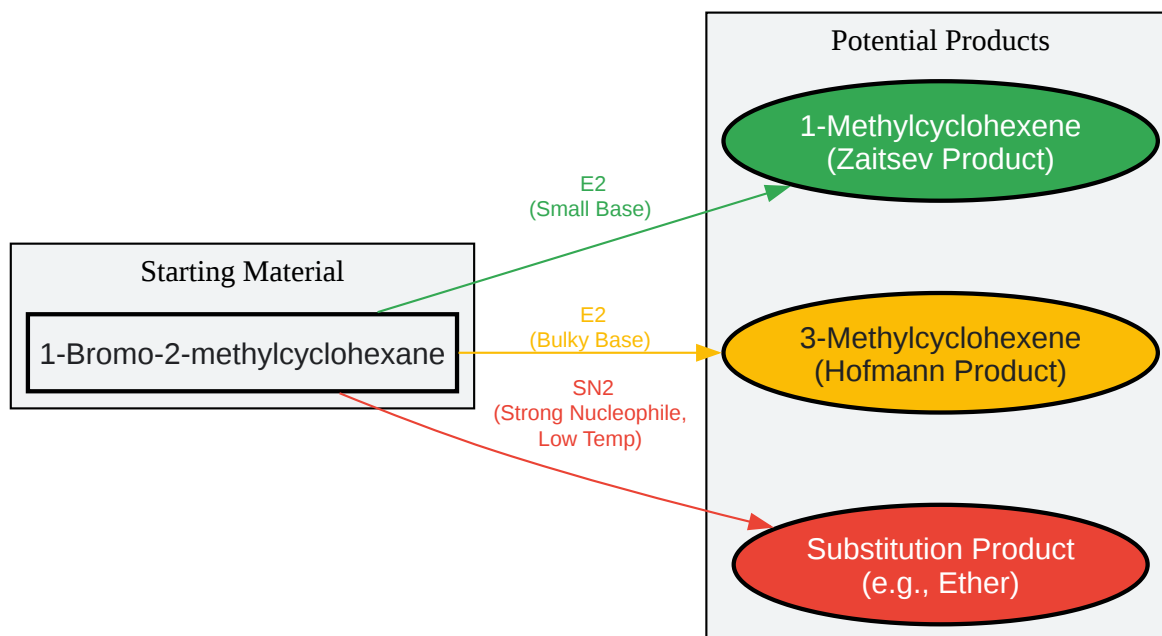 Potential Products
1-Methylcyclohexene
(Zaitsev Product)
E2
(Small Base)
Starting Material
1-Bromo-2-methylcyclohexane
E2
(Bulky Base)
3-Methylcyclohexene
(Hofmann Product)
SN2
(Strong Nucleophile,
Low Temp)
Substitution Product
(e.g., Ether)